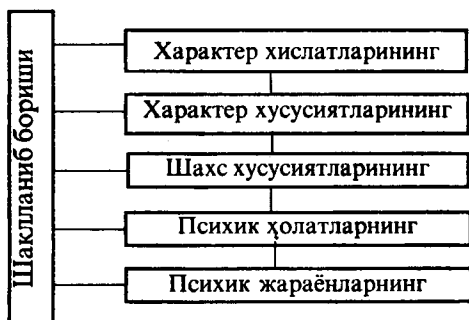 Шаклланиб бориши
Характер хислатларининг
Характер хусусиятларининг
Шахс хусусиятларининг
Психик ҳолатларнинг
Психик жараёнларнинг